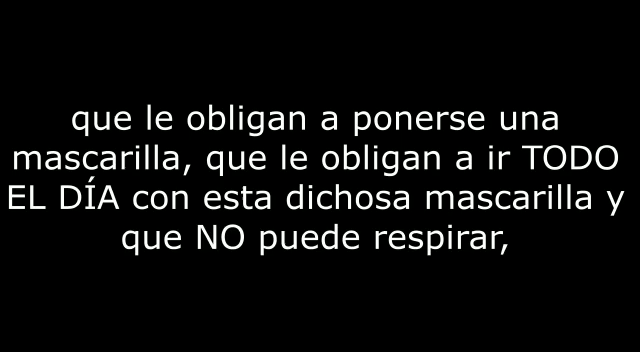 que le obligan a ponerse una
mascarilla, que le obligan a ir TODO
EL DÍA con esta dichosa mascarilla y
que NO puede respirar,